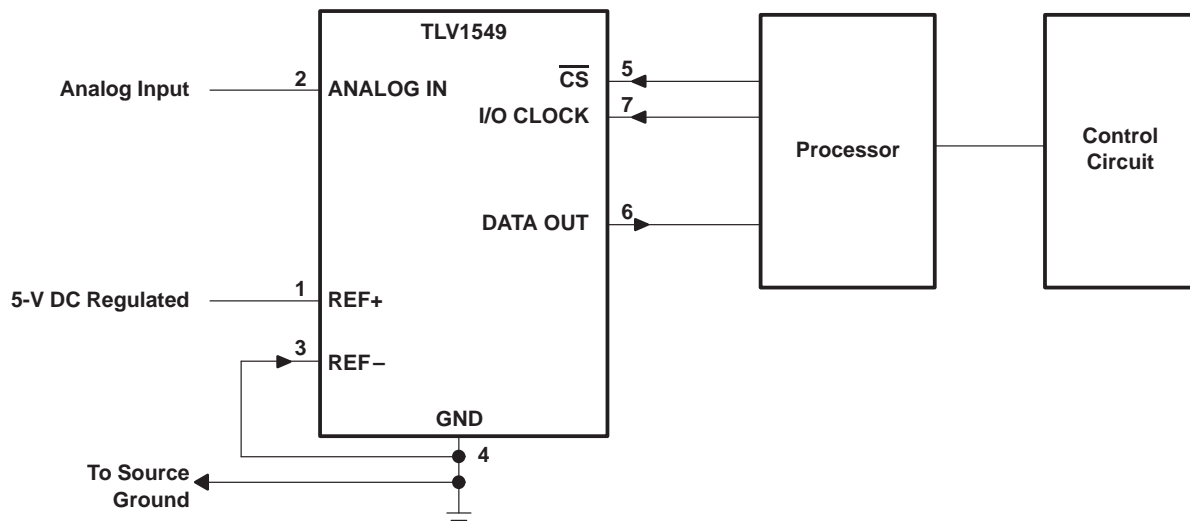 TLV1549
Analog Input
2
ANALOG IN
CS
5
I/O CLOCK
7
DATA OUT
6
Processor
Control
Circuit
5-V DC Regulated
1
REF+
3
REF–
GND
4
To Source
Ground